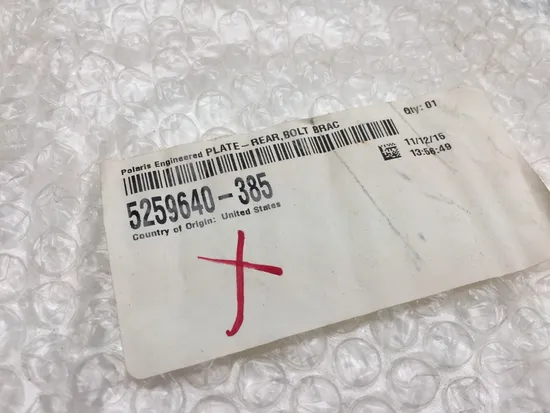 Polaris Engineered PLATE-REAR,BOLT BRAC
Qty: 01
11/12/15
13:56:49
5259640-385
Country of Origin: United States